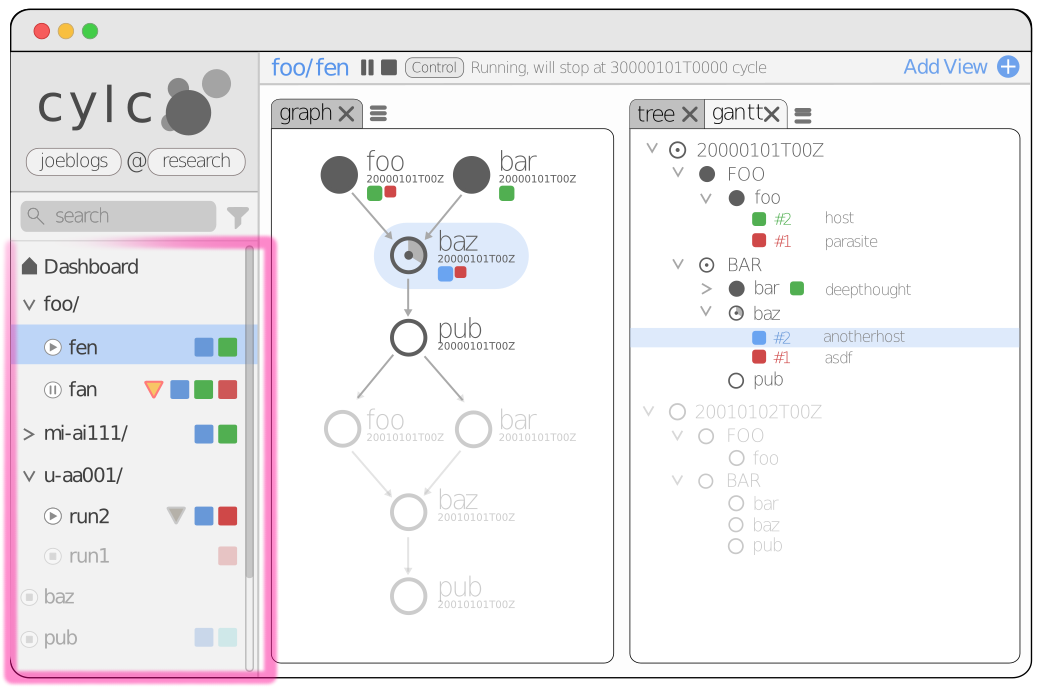 cylc
joeblogs @ research
search
Dashboard
foo/
fen
fan
mi-ai111/
u-aa001/
run2
run1
baz
pub
foo/fen Control Running, will stop at 30000101T0000 cycle Add View
graph
foo
20000101T00Z
bar
20000101T00Z
baz
20000101T00Z
pub
20000101T00Z
foo
20010101T00Z
bar
20010101T00Z
baz
20010101T00Z
pub
20010101T00Z
tree gantt
20000101T00Z
FOO
foo
#2 host
#1 parasite
BAR
bar deepthought
baz
#2 anotherhost
#1 asdf
pub
20010102T00Z
FOO
foo
BAR
bar
baz
pub